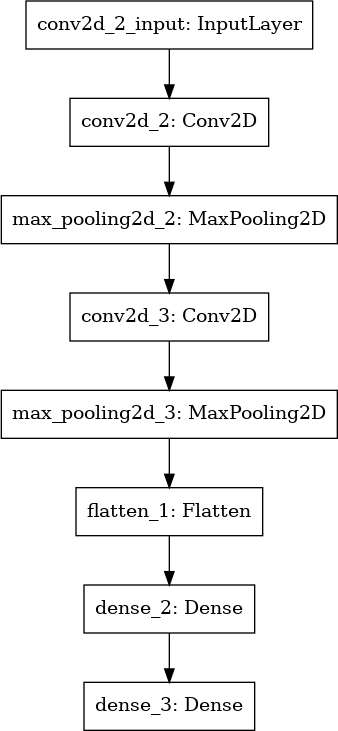 conv2d_2_input: InputLayer
conv2d_2: Conv2D
max_pooling2d_2: MaxPooling2D
conv2d_3: Conv2D
max_pooling2d_3: MaxPooling2D
flatten_1: Flatten
dense_2: Dense
dense_3: Dense